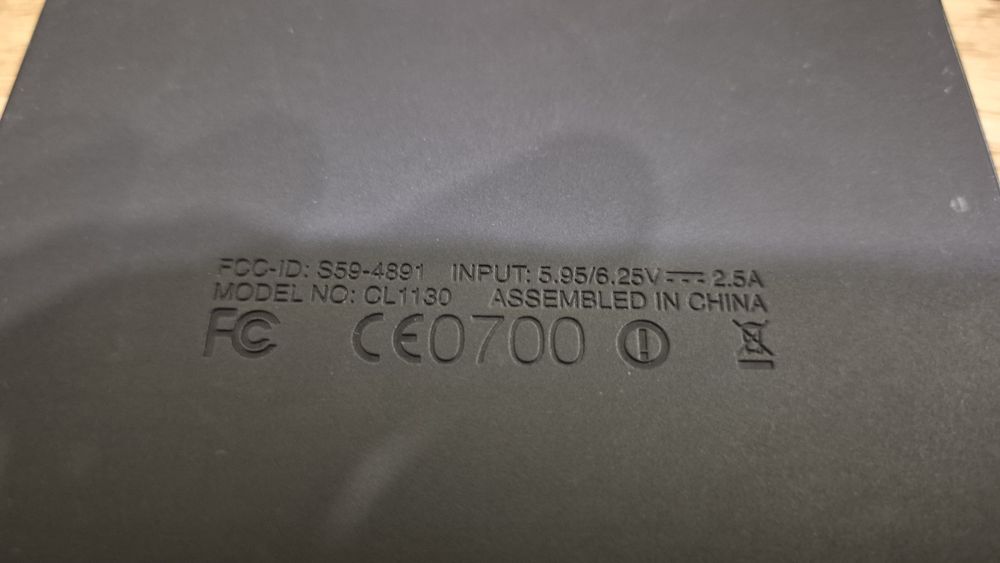 FCC-ID: S59-4891 INPUT: 5.95/6.25V ⎓ 2.5A
MODEL NO: CL1130 ASSEMBLED IN CHINA
FC CE0700